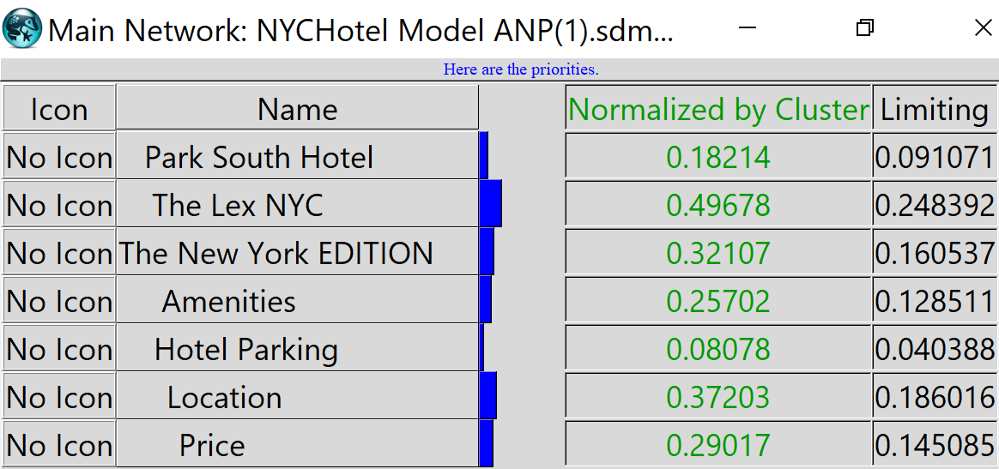 Main Network: NYCHotel Model ANP(1).sdm...
Here are the priorities.
Icon Name Normalized by Cluster Limiting
No Icon Park South Hotel 0.18214 0.091071
No Icon The Lex NYC 0.49678 0.248392
No Icon The New York EDITION 0.32107 0.160537
No Icon Amenities 0.25702 0.128511
No Icon Hotel Parking 0.08078 0.040388
No Icon Location 0.37203 0.186016
No Icon Price 0.29017 0.145085